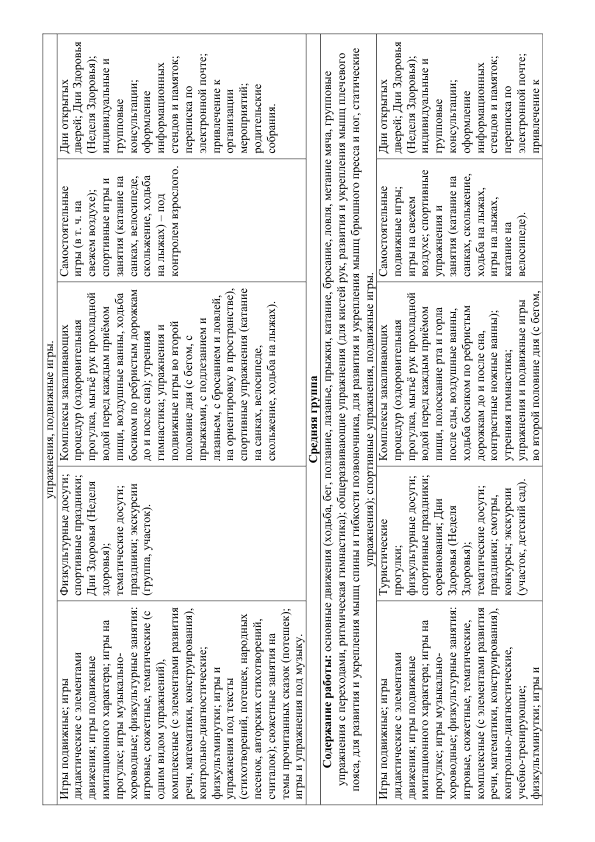 упражнения, подвижные игры.
Игры подвижные; игры
дидактические с элементами
движения; игры подвижные
имитационного характера; игры на
прогулке; игры музыкально-
хороводные; физкультурные занятия:
игровые, сюжетные, тематические (с
одним видом упражнений),
комплексные (с элементами развития
речи, математики, конструирования),
контрольно-диагностические;
физкультминутки; игры и
упражнения под тексты
(стихотворений, потешек, народных
песенок, авторских стихотворений,
считалок); сюжетные занятия на
темы прочитанных сказок (потешек);
игры и упражнения под музыку.
Физкультурные досуги;
спортивные праздники;
Дни Здоровья (Неделя
здоровья);
тематические досуги;
праздники; экскурсии
(группа, участок).
Комплексы закаливающих
процедур (оздоровительная
прогулка, мытьё рук прохладной
водой перед каждым приёмом
пищи, воздушные ванны, ходьба
босиком по ребристым дорожкам
до и после сна); утренняя
гимнастика; упражнения и
подвижные игры во второй
половине дня (с бегом, с
прыжками, с подлезанием и
лазаньем, с бросанием и ловлей,
на ориентировку в пространстве),
спортивные упражнения (катание
на санках, велосипеде,
скольжение, ходьба на лыжах).
Самостоятельные
игры (в т. ч. на
свежем воздухе);
спортивные игры и
занятия (катание на
санках, велосипеде,
скольжение, ходьба
на лыжах) – под
контролем взрослого.
Дни открытых
дверей; Дни Здоровья
(Неделя Здоровья);
индивидуальные и
групповые
консультации;
оформление
информационных
стендов и памяток;
переписка по
электронной почте;
привлечение к
организации
мероприятий;
родительские
собрания.
Средняя группа
Содержание работы: основные движения (ходьба, бег, ползание, лазанье, прыжки, катание, бросание, ловля, метание мяча, групповые
упражнения с переходами, ритмическая гимнастика); общеразвивающие упражнения (для кистей рук, развития и укрепления мышц плечевого
пояса, для развития и укрепления мышц спины и гибкости позвоночника, для развития и укрепления мышц брюшного пресса и ног, статические
упражнения); спортивные упражнения, подвижные игры.
Игры подвижные; игры
дидактические с элементами
движения; игры подвижные
имитационного характера; игры на
прогулке; игры музыкально-
хороводные; физкультурные занятия:
игровые, сюжетные, тематические,
комплексные (с элементами развития
речи, математики, конструирования),
контрольно-диагностические,
учебно-тренирующие;
физкультминутки; игры и
Туристические
прогулки;
физкультурные досуги;
спортивные праздники;
соревнования; Дни
Здоровья (Неделя
Здоровья);
тематические досуги;
праздники; смотры,
конкурсы; экскурсии
(участок, детский сад).
Комплексы закаливающих
процедур (оздоровительная
прогулка, мытьё рук прохладной
водой перед каждым приёмом
пищи, полоскание рта и горла
после еды, воздушные ванны,
ходьба босиком по ребристым
дорожкам до и после сна,
контрастные ножные ванны);
утренняя гимнастика;
упражнения и подвижные игры
во второй половине дня (с бегом,
Самостоятельные
подвижные игры;
игры на свежем
воздухе; спортивные
упражнения и
занятия (катание на
санках, скольжение,
ходьба на лыжах,
игры на лыжах,
катание на
велосипеде).
Дни открытых
дверей; Дни Здоровья
(Неделя Здоровья);
индивидуальные и
групповые
консультации;
оформление
информационных
стендов и памяток;
переписка по
электронной почте;
привлечение к